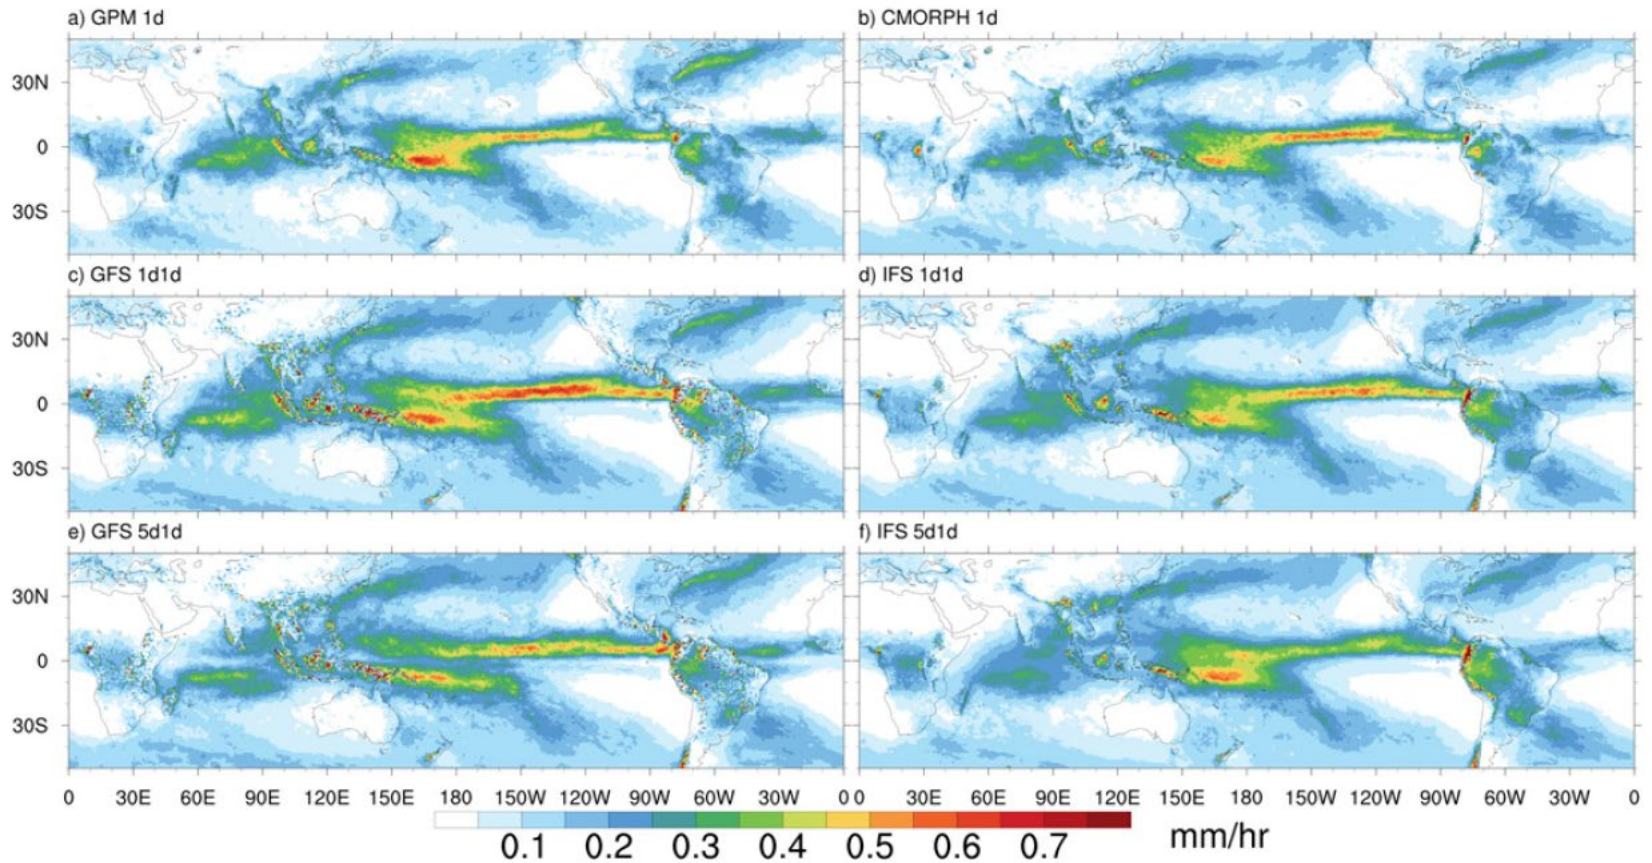 a) GPM 1d
b) CMORPH 1d
30N
0
30S
c) GFS 1d1d
d) IFS 1d1d
30N
0
30S
e) GFS 5d1d
f) IFS 5d1d
30N
0
30S
0 30E 60E 90E 120E 150E 180 150W 120W 90W 60W 30W 0 0 30E 60E 90E 120E 150E 180 150W 120W 90W 60W 30W 0
0.1 0.2 0.3 0.4 0.5 0.6 0.7 mm/hr